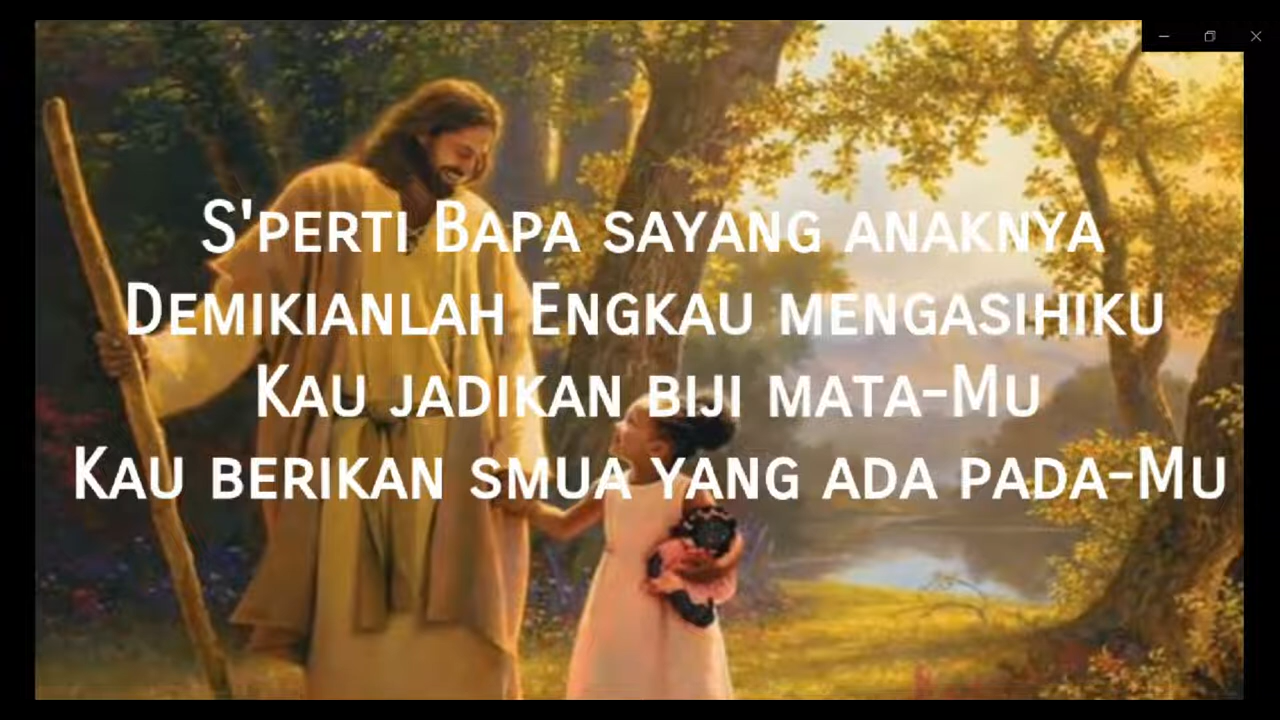 S'perti Bapa sayang anaknya
Demikianlah Engkau mengasihiku
Kau jadikan biji mata-Mu
Kau berikan smua yang ada pada-Mu